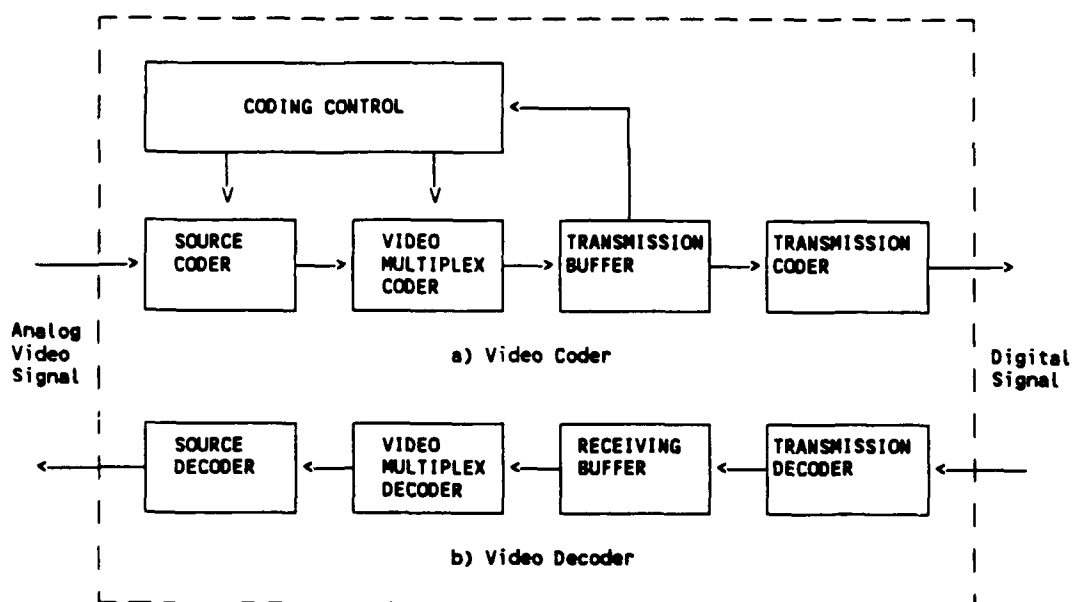 CODING CONTROL
SOURCE
CODER
VIDEO
MULTIPLEX
CODER
TRANSMISSION
BUFFER
TRANSMISSION
CODER
Analog
Video
Signal
a) Video Coder
Digital
Signal
SOURCE
DECODER
VIDEO
MULTIPLEX
DECODER
RECEIVING
BUFFER
TRANSMISSION
DECODER
b) Video Decoder